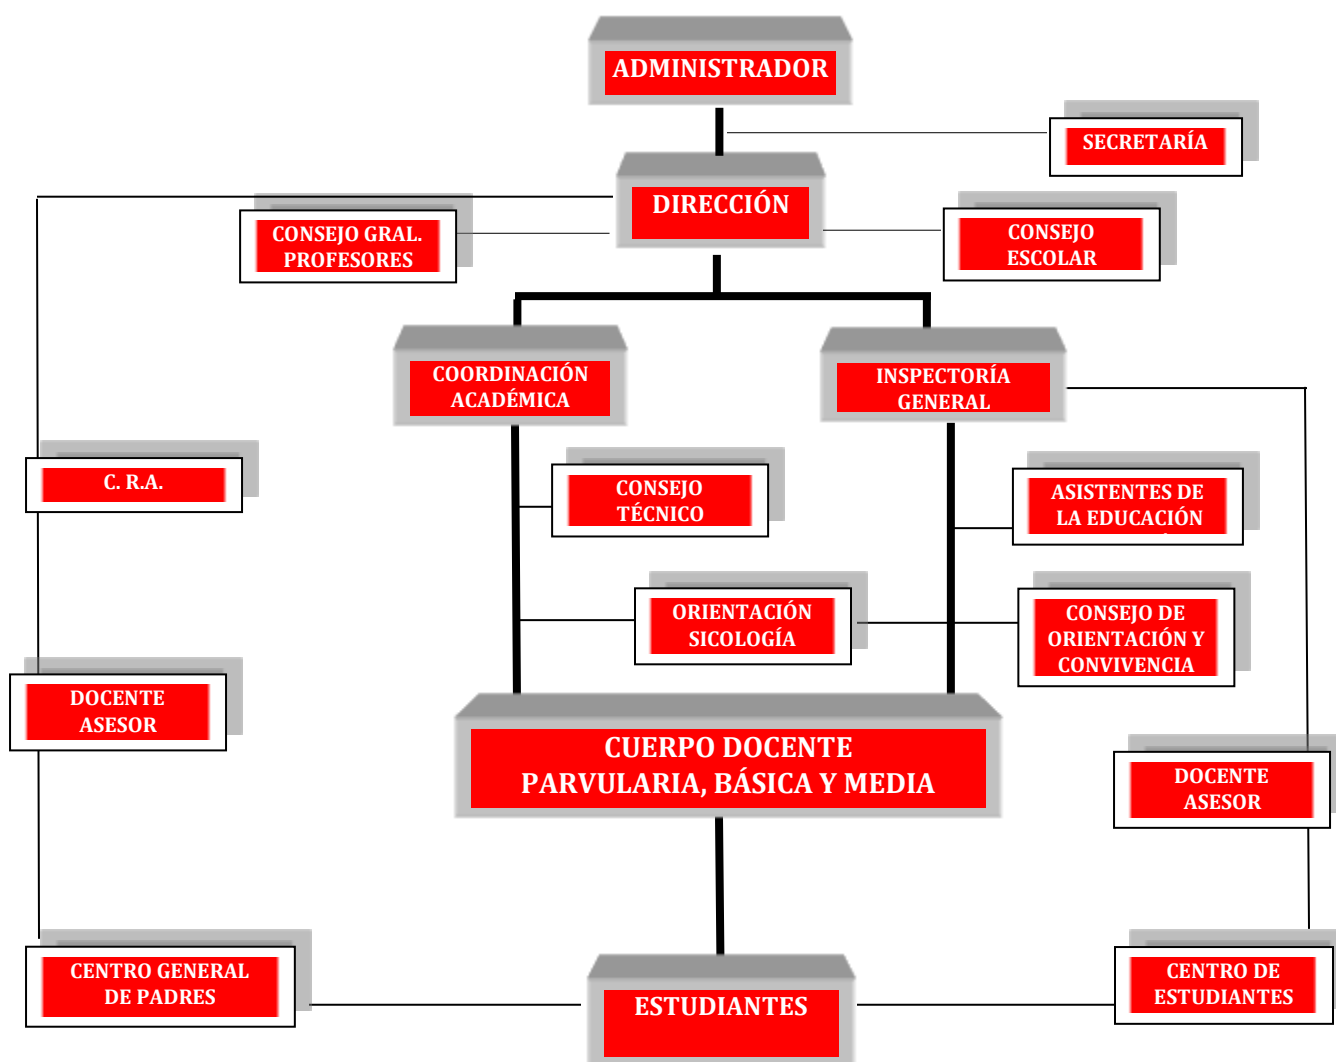 ADMINISTRADOR
SECRETARÍA
DIRECCIÓN
CONSEJO GRAL.
PROFESORES
CONSEJO
ESCOLAR
COORDINACIÓN
ACADÉMICA
INSPECTORÍA
GENERAL
C. R.A.
CONSEJO
TÉCNICO
ASISTENTES DE
LA EDUCACIÓN
ORIENTACIÓN
SICOLOGÍA
CONSEJO DE
ORIENTACIÓN Y
CONVIVENCIA
DOCENTE
ASESOR
CUERPO DOCENTE
PARVULARIA, BÁSICA Y MEDIA
DOCENTE
ASESOR
CENTRO GENERAL
DE PADRES
ESTUDIANTES
CENTRO DE
ESTUDIANTES